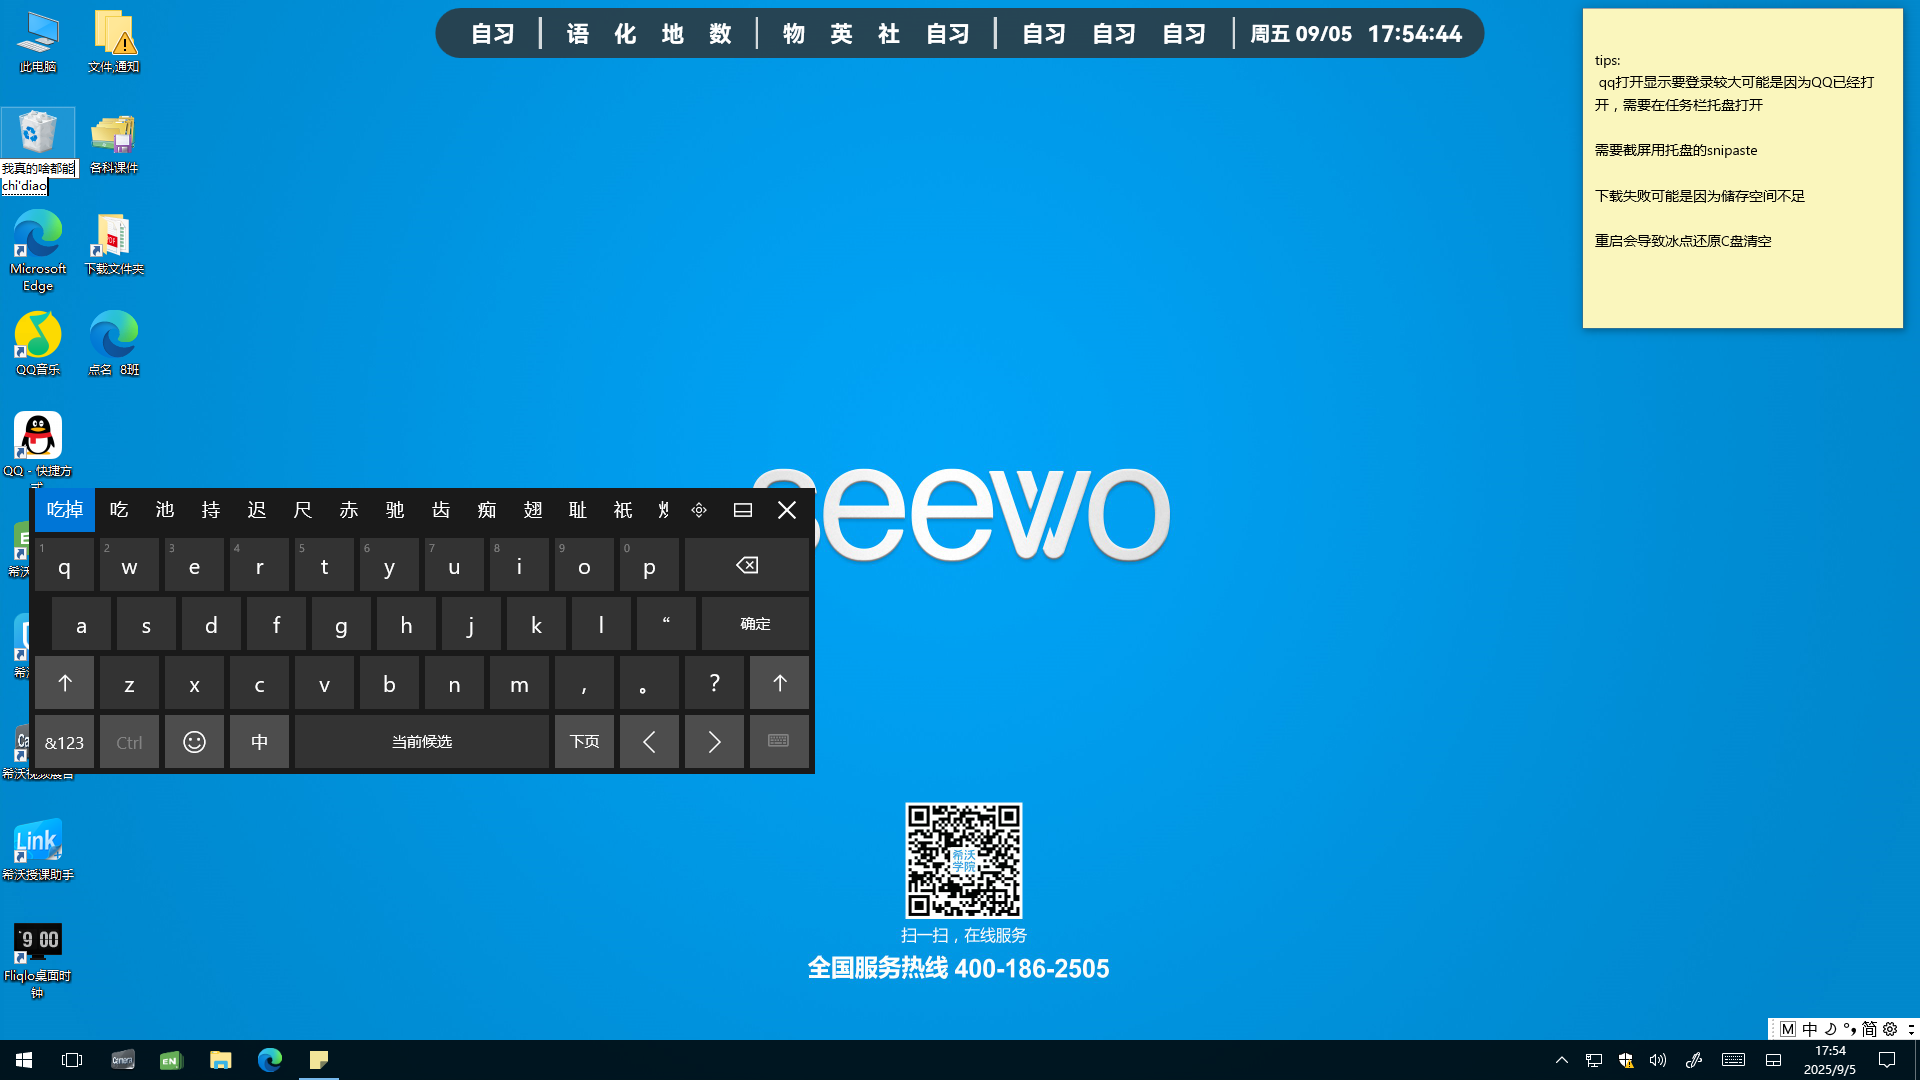 自习 语 化 地 数 物 英 社 自习 自习 自习 自习 周五 09/05 17:54:44
此电脑
文件,通知
我真的啥都能
chi'diao
各科课件
Microsoft
Edge
下载文件夹
QQ音乐
点名 8班
QQ - 快捷方
tips:
qq打开显示要登录较大可能是因为QQ已经打
开，需要在任务栏托盘打开
需要截屏用托盘的snipaste
下载失败可能是因为储存空间不足
重启会导致冰点还原C盘清空
seewo
吃掉 吃 池 持 迟 尺 赤 驰 齿 痴 翅 耻 祇
1 2 3 4 5 6 7 8 9 0
q w e r t y u i o p
a s d f g h j k l “ 确定
z x c v b n m , 。 ?
&123 Ctrl 中 当前候选 下页
Link
希沃授课助手
9 00
Fliqlo桌面时
钟
希沃
学院
扫一扫，在线服务
全国服务热线 400-186-2505
M 中 简
Camera
EN
17:54
2025/9/5